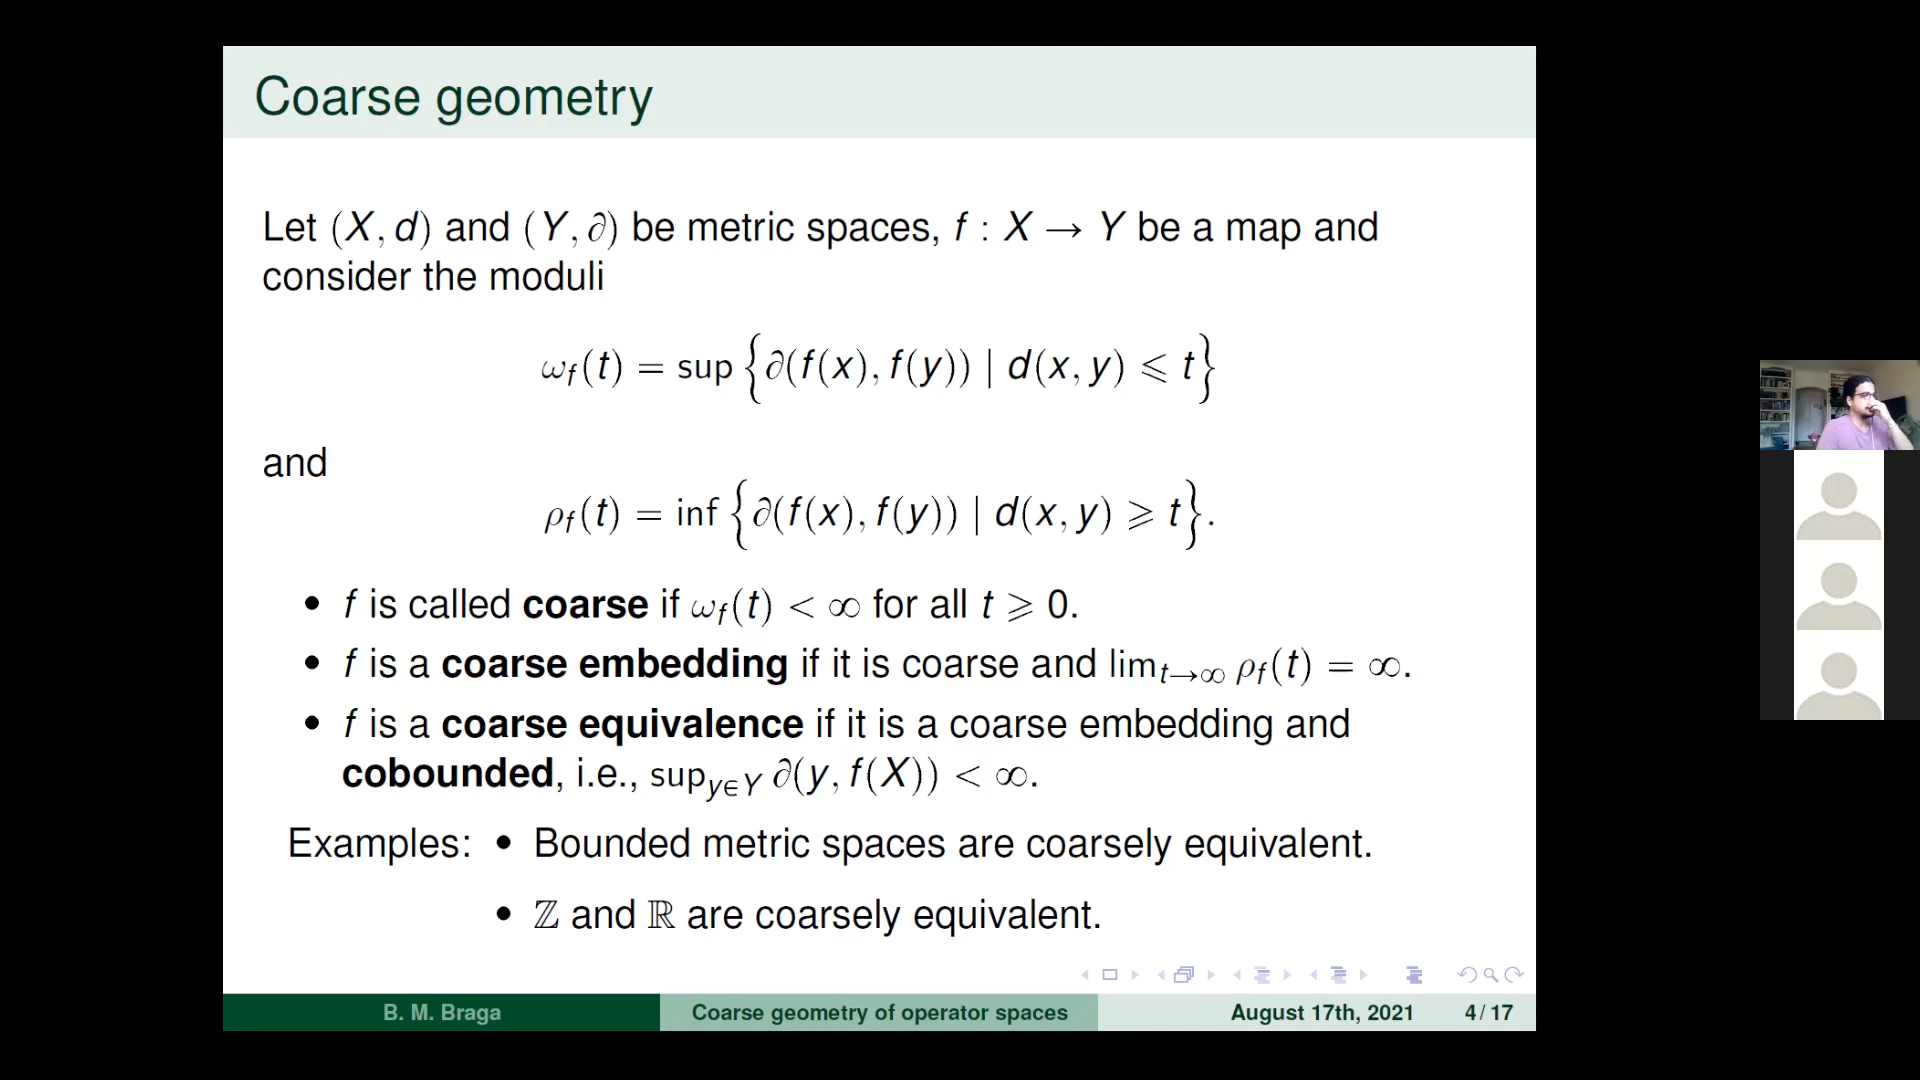 Coarse geometry
Let (X, d) and (Y, ∂) be metric spaces, f : X → Y be a map and
consider the moduli
ω_f(t) = sup {∂(f(x), f(y)) | d(x, y) ⩽ t}
and
ρ_f(t) = inf {∂(f(x), f(y)) | d(x, y) ⩾ t}.
• f is called coarse if ω_f(t) < ∞ for all t ⩾ 0.
• f is a coarse embedding if it is coarse and lim_{t→∞} ρ_f(t) = ∞.
• f is a coarse equivalence if it is a coarse embedding and
cobounded, i.e., sup_{y∈Y} ∂(y, f(X)) < ∞.
Examples: • Bounded metric spaces are coarsely equivalent.
• ℤ and ℝ are coarsely equivalent.
B. M. Braga Coarse geometry of operator spaces August 17th, 2021 4/17